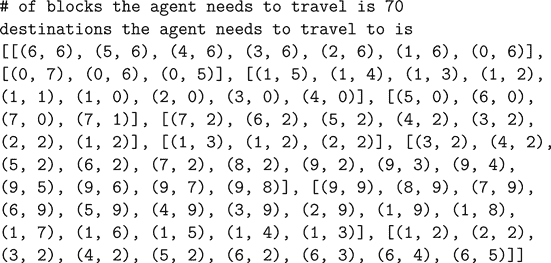 # of blocks the agent needs to travel is 70
destinations the agent needs to travel to is
[[(6, 6), (5, 6), (4, 6), (3, 6), (2, 6), (1, 6), (0, 6)],
[(0, 7), (0, 6), (0, 5)], [(1, 5), (1, 4), (1, 3), (1, 2),
(1, 1), (1, 0), (2, 0), (3, 0), (4, 0)], [(5, 0), (6, 0),
(7, 0), (7, 1)], [(7, 2), (6, 2), (5, 2), (4, 2), (3, 2),
(2, 2), (1, 2)], [(1, 3), (1, 2), (2, 2)], [(3, 2), (4, 2),
(5, 2), (6, 2), (7, 2), (8, 2), (9, 2), (9, 3), (9, 4),
(9, 5), (9, 6), (9, 7), (9, 8)], [(9, 9), (8, 9), (7, 9),
(6, 9), (5, 9), (4, 9), (3, 9), (2, 9), (1, 9), (1, 8),
(1, 7), (1, 6), (1, 5), (1, 4), (1, 3)], [(1, 2), (2, 2),
(3, 2), (4, 2), (5, 2), (6, 2), (6, 3), (6, 4), (6, 5)]]